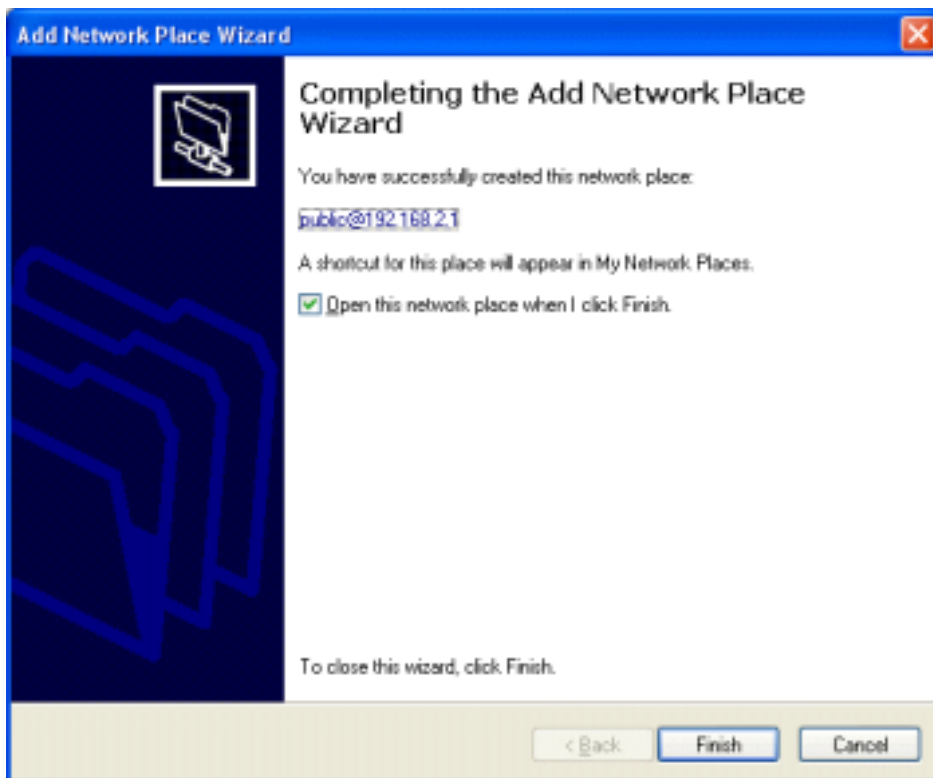 Add Network Place Wizard
Completing the Add Network Place
Wizard
You have successfully created this network place:
public@192.168.2.1
A shortcut for this place will appear in My Network Places.
Open this network place when I click Finish.
To close this wizard, click Finish.
< Back
Finish
Cancel